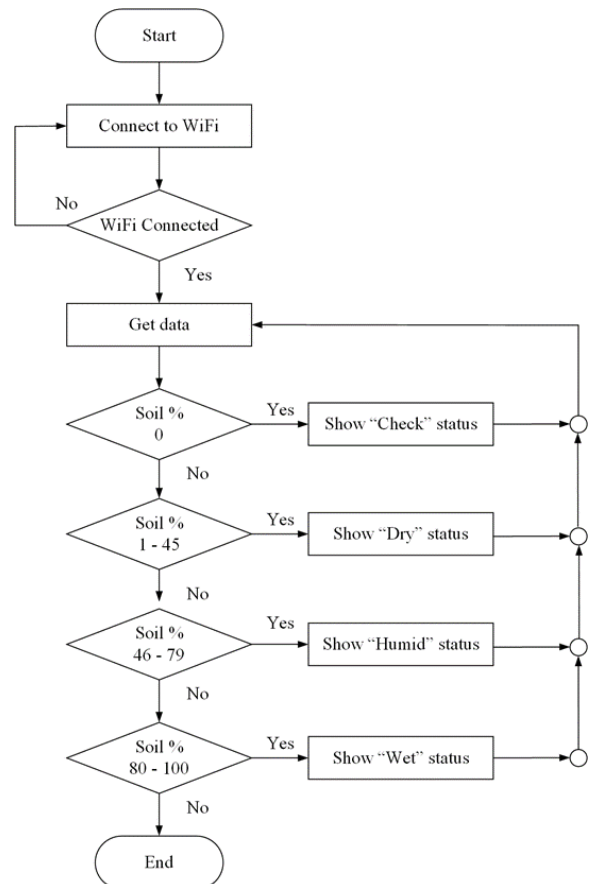 Start
Connect to WiFi
No
WiFi Connected
Yes
Get data
Soil %
0
Yes
Show “Check” status
No
Soil %
1 - 45
Yes
Show “Dry” status
No
Soil %
46 - 79
Yes
Show “Humid” status
No
Soil %
80 - 100
Yes
Show “Wet” status
No
End